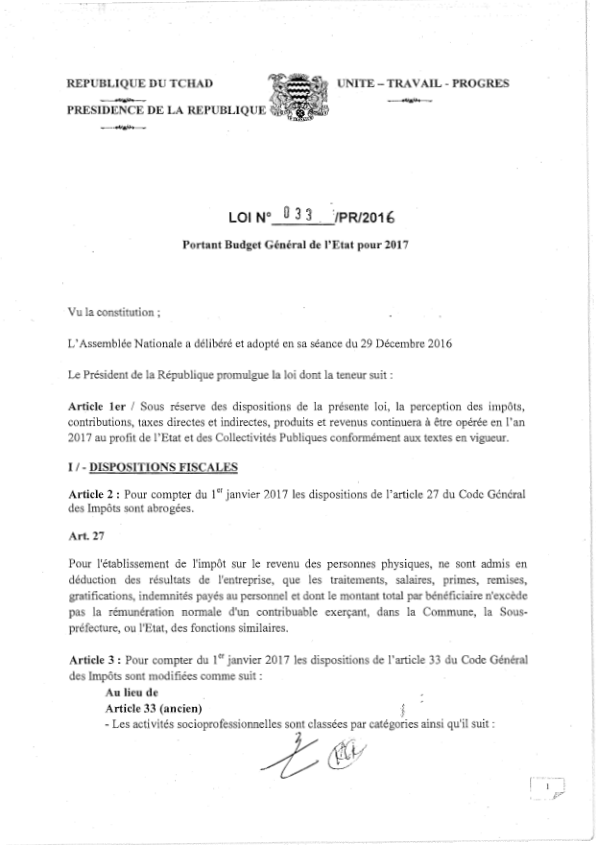 REPUBLIQUE DU TCHAD
UNITE – TRAVAIL - PROGRES
PRESIDENCE DE LA REPUBLIQUE
LOI N° 033 /PR/2016
Portant Budget Général de l'Etat pour 2017
Vu la constitution ;
L'Assemblée Nationale a délibéré et adopté en sa séance du 29 Décembre 2016
Le Président de la République promulgue la loi dont la teneur suit :
Article 1er / Sous réserve des dispositions de la présente loi, la perception des impôts,
contributions, taxes directes et indirectes, produits et revenus continuera à être opérée en l'an
2017 au profit de l'Etat et des Collectivités Publiques conformément aux textes en vigueur.
I / - DISPOSITIONS FISCALES
Article 2 : Pour compter du 1er janvier 2017 les dispositions de l'article 27 du Code Général
des Impôts sont abrogées.
Art. 27
Pour l'établissement de l'impôt sur le revenu des personnes physiques, ne sont admis en
déduction des résultats de l'entreprise, que les traitements, salaires, primes, remises,
gratifications, indemnités payés au personnel et dont le montant total par bénéficiaire n'excède
pas la rémunération normale d'un contribuable exerçant, dans la Commune, la Sous-
préfecture, ou l'Etat, des fonctions similaires.
Article 3 : Pour compter du 1er janvier 2017 les dispositions de l'article 33 du Code Général
des Impôts sont modifiées comme suit :
Au lieu de
Article 33 (ancien)
- Les activités socioprofessionnelles sont classées par catégories ainsi qu'il suit :
1